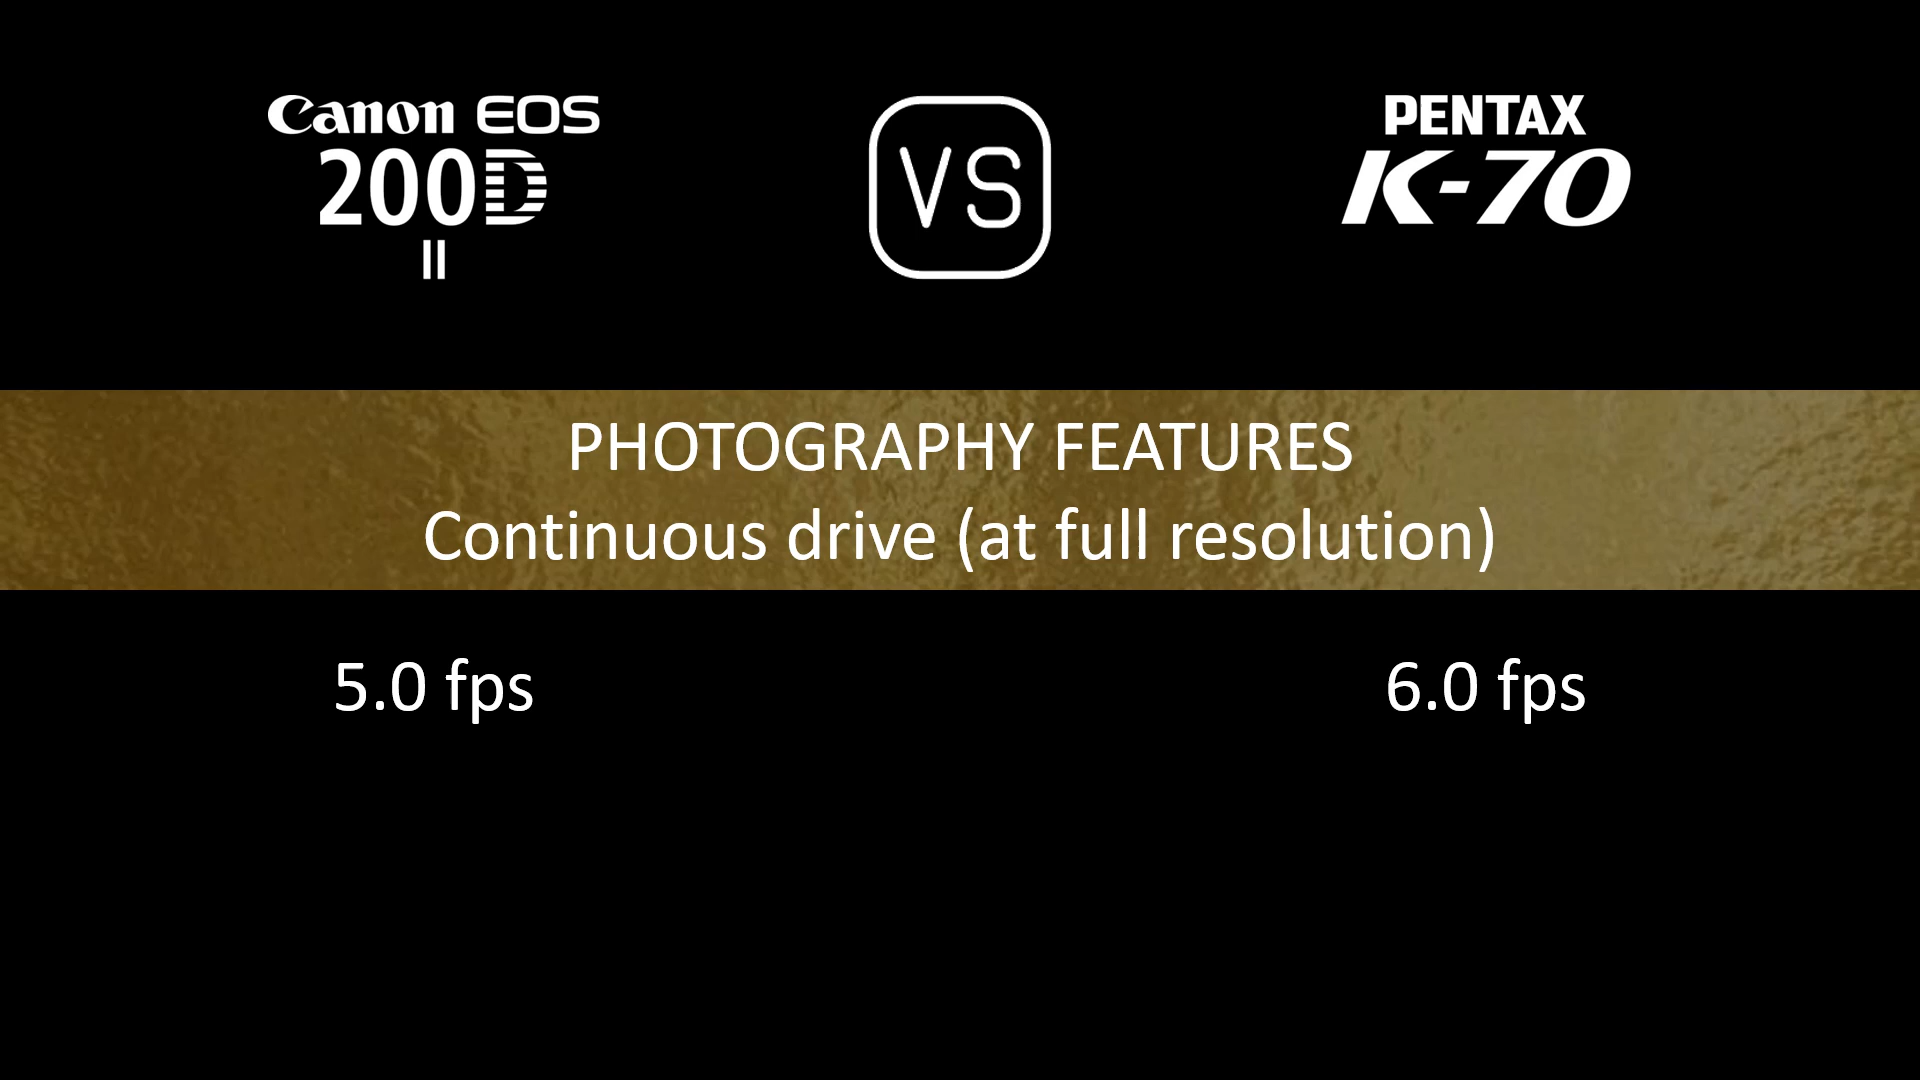 Canon EOS
200D
II
VS
PENTAX
K-70
PHOTOGRAPHY FEATURES
Continuous drive (at full resolution)
5.0 fps
6.0 fps